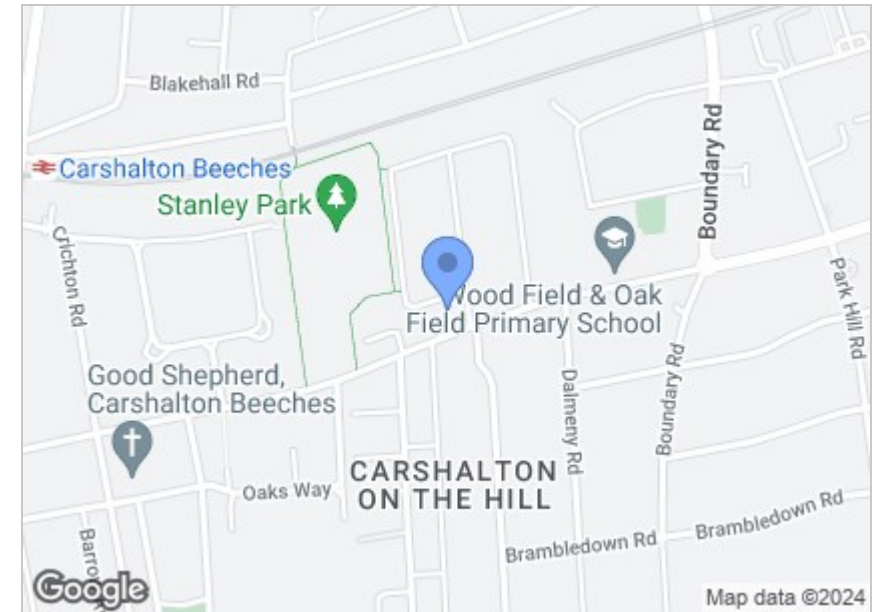 Blakehall Rd
Boundary Rd
Carshalton Beeches
Stanley Park
Crichton Rd
Wood Field & Oak
Field Primary School
Park Hill Rd
Good Shepherd,
Carshalton Beeches
Dalmeny Rd
Boundary Rd
CARSHALTON
ON THE HILL
Oaks Way
Brambledown Rd
Brambledown Rd
Google
Map data ©2024